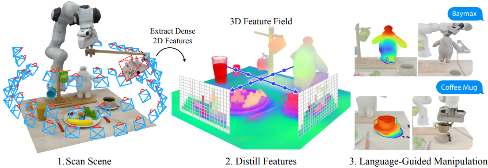 Extract Dense
2D Features
3D Feature Field
Baymax
Coffee Mug
1. Scan Scene
2. Distill Features
3. Language-Guided Manipulation